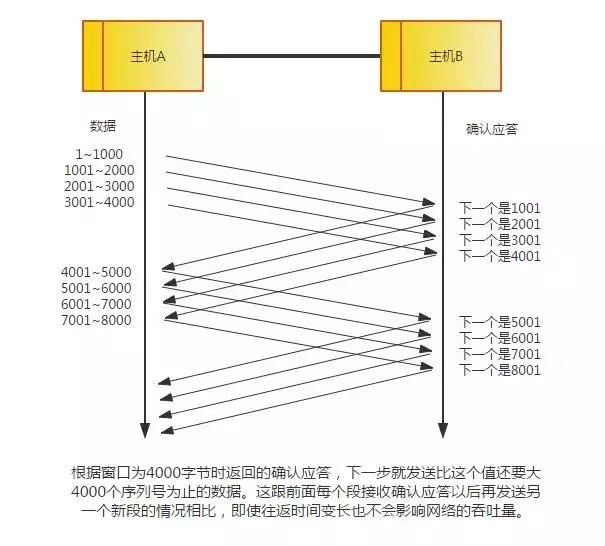 主机A
主机B
数据
确认应答
1~1000
1001~2000
2001~3000
3001~4000
下一个是1001
下一个是2001
下一个是3001
下一个是4001
4001~5000
5001~6000
6001~7000
7001~8000
下一个是5001
下一个是6001
下一个是7001
下一个是8001
根据窗口为4000字节时返回的确认应答，下一步就发送比这个值还要大
4000个序列号为止的数据。这跟前面每个段接收确认应答以后再发送另
一个新段的情况相比，即使往返时间变长也不会影响网络的吞吐量。